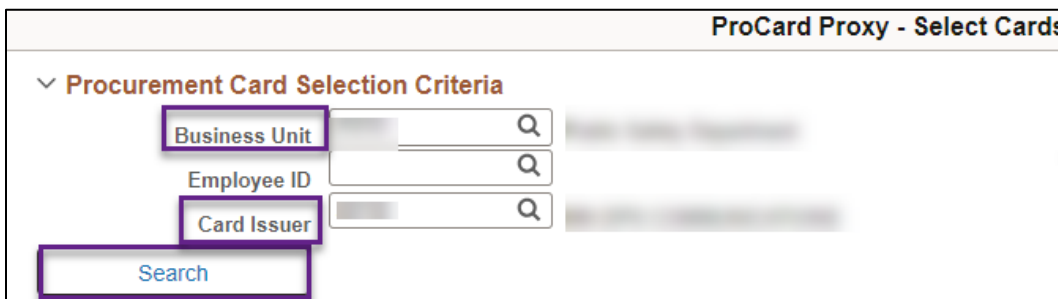 ProCard Proxy - Select Cards
Procurement Card Selection Criteria
Business Unit
Employee ID
Card Issuer
Search